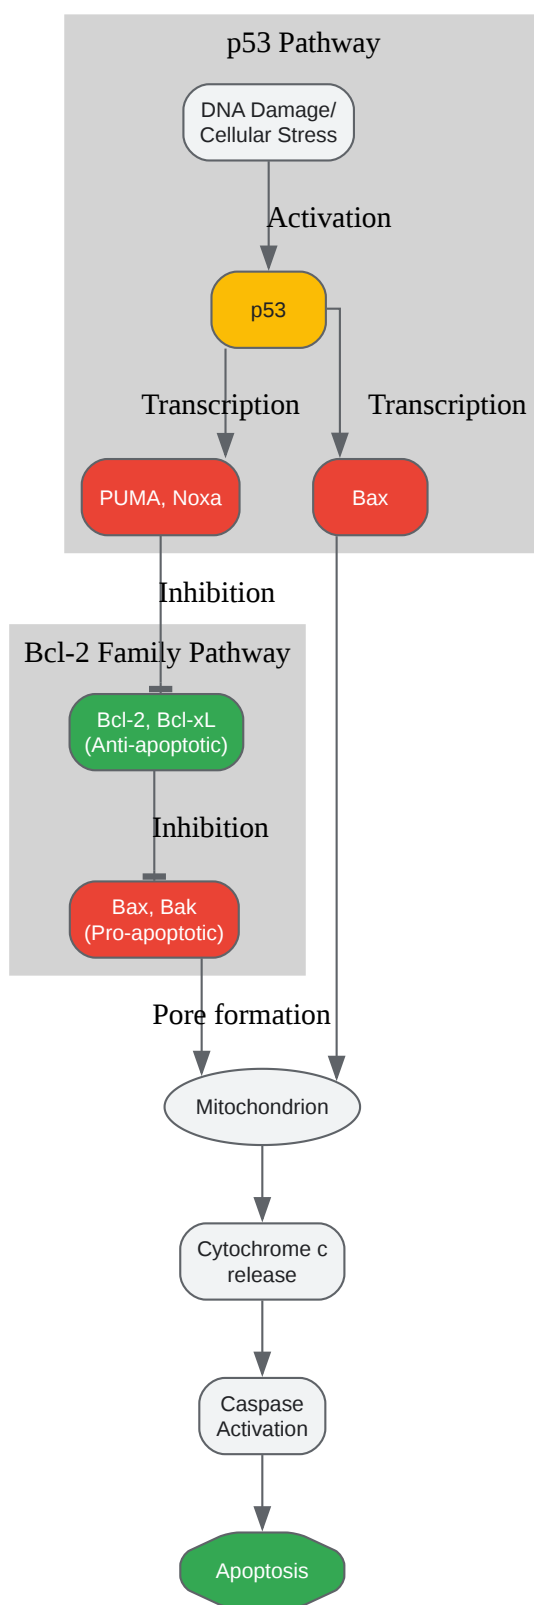 p53 Pathway
DNA Damage/
Cellular Stress
Activation
p53
Transcription
Transcription
PUMA, Noxa
Bax
Inhibition
Bcl-2 Family Pathway
Bcl-2, Bcl-xL
(Anti-apoptotic)
Inhibition
Bax, Bak
(Pro-apoptotic)
Pore formation
Mitochondrion
Cytochrome c
release
Caspase
Activation
Apoptosis